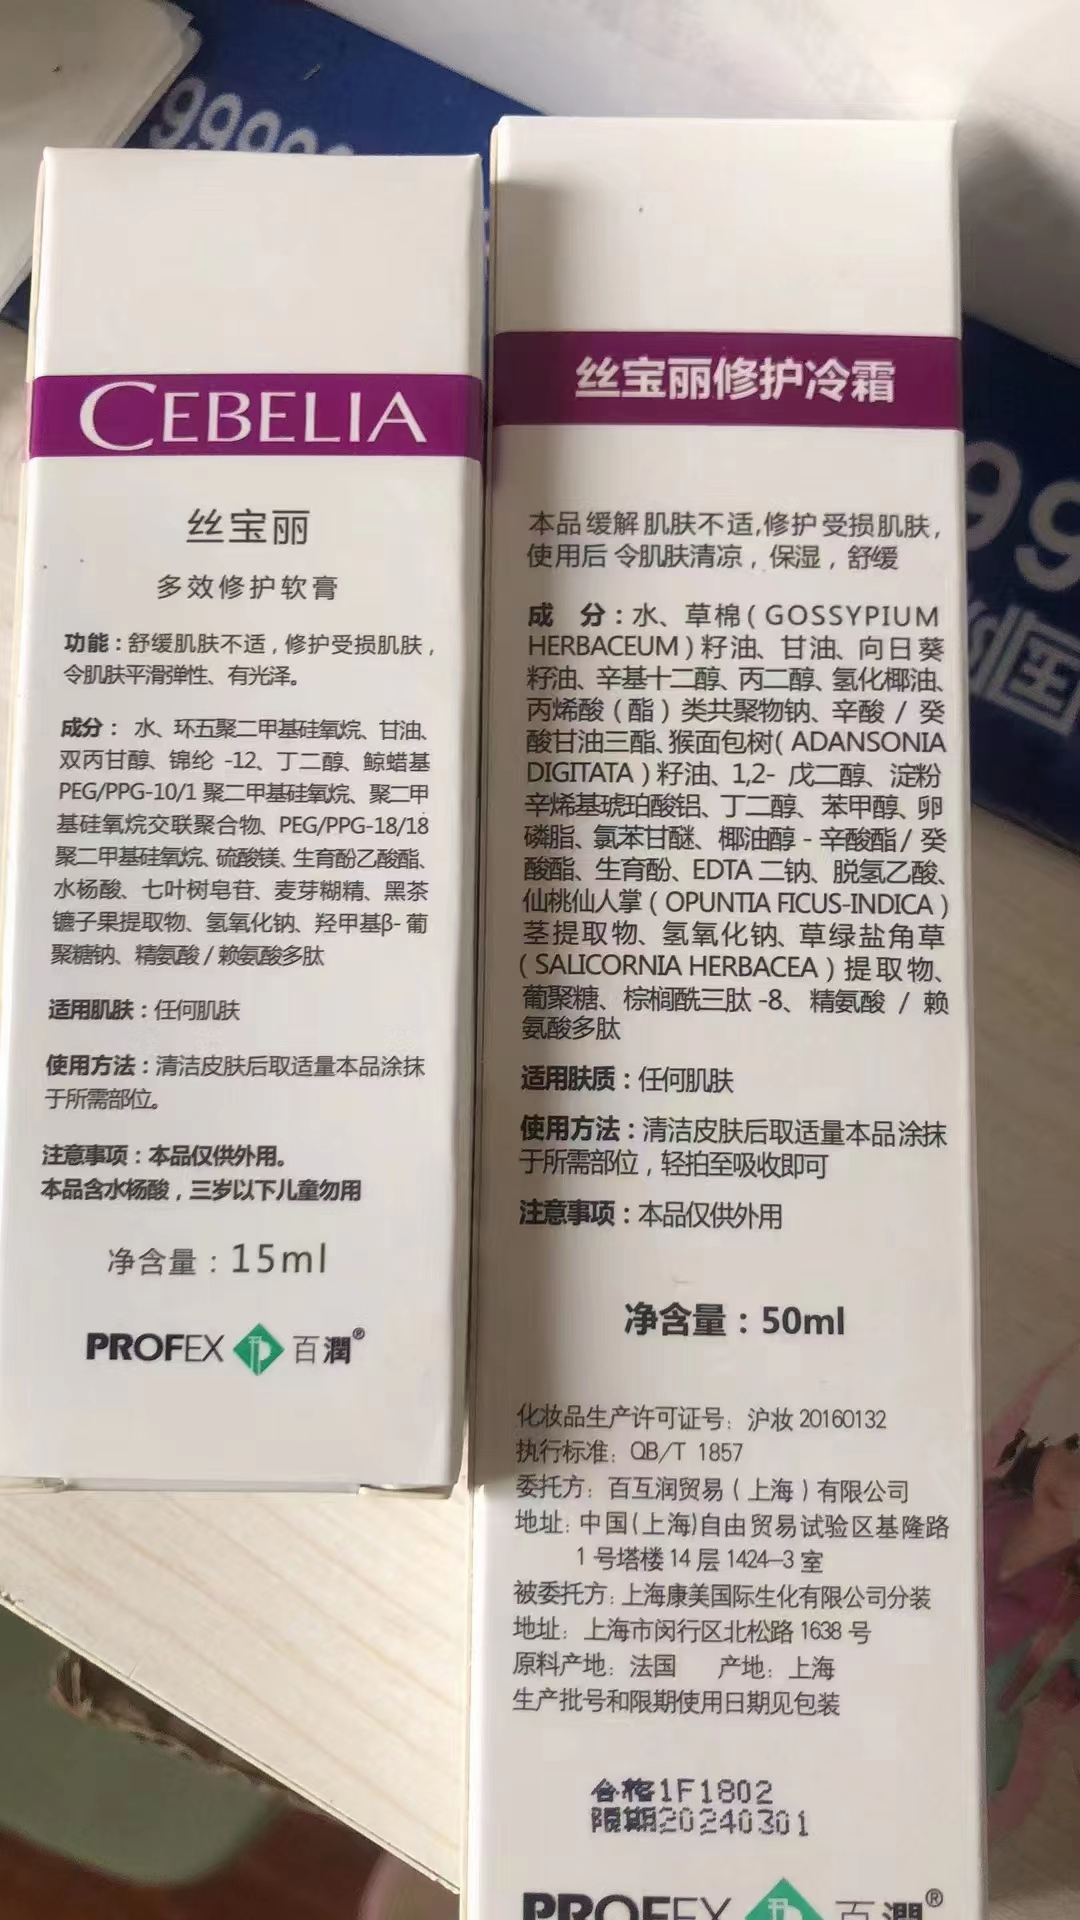 9999
CEBELIA
丝宝丽
多效修护软膏
功能：舒缓肌肤不适，修护受损肌肤，
令肌肤平滑弹性、有光泽。
成分：水、环五聚二甲基硅氧烷、甘油、
双丙甘醇、锦纶 -12、丁二醇、鲸蜡基
PEG/PPG-10/1 聚二甲基硅氧烷、聚二甲
基硅氧烷交联聚合物、PEG/PPG-18/18
聚二甲基硅氧烷、硫酸镁、生育酚乙酸酯、
水杨酸、七叶树皂苷、麦芽糊精、黑茶
镳子果提取物、氢氧化钠、羟甲基β- 葡
聚糖钠、精氨酸 / 赖氨酸多肽
适用肌肤：任何肌肤
使用方法：清洁皮肤后取适量本品涂抹
于所需部位。
注意事项：本品仅供外用。
本品含水杨酸，三岁以下儿童勿用
净含量：15ml
PROFEX 百潤®
丝宝丽修护冷霜
本品缓解肌肤不适,修护受损肌肤，
使用后 令肌肤清凉，保湿，舒缓
成 分：水、草棉（GOSSYPIUM
HERBACEUM）籽油、甘油、向日葵
籽油、辛基十二醇、丙二醇、氢化椰油、
丙烯酸（酯）类共聚物钠、辛酸 / 癸
酸甘油三酯、猴面包树（ADANSONIA
DIGITATA）籽油、1,2- 戊二醇、淀粉
辛烯基琥珀酸铝、丁二醇、苯甲醇、卵
磷脂、氯苯甘醚、椰油醇 - 辛酸酯 / 癸
酸酯、生育酚、EDTA 二钠、脱氢乙酸、
仙桃仙人掌（OPUNTIA FICUS-INDICA）
茎提取物、氢氧化钠、草绿盐角草
（SALICORNIA HERBACEA）提取物、
葡聚糖、棕榈酰三肽 -8、精氨酸 / 赖
氨酸多肽
适用肤质：任何肌肤
使用方法：清洁皮肤后取适量本品涂抹
于所需部位，轻拍至吸收即可
注意事项：本品仅供外用
净含量：50ml
化妆品生产许可证号：沪妆 20160132
执行标准：QB/T 1857
委托方：百互润贸易（上海）有限公司
地址：中国(上海)自由贸易试验区基隆路
1 号塔楼 14 层 1424—3 室
被委托方：上海康美国际生化有限公司分装
地址：上海市闵行区北松路 1638 号
原料产地：法国 产地：上海
生产批号和限期使用日期见包装
合格1F1802
限期20240301
PROFEX 百潤®
99
国